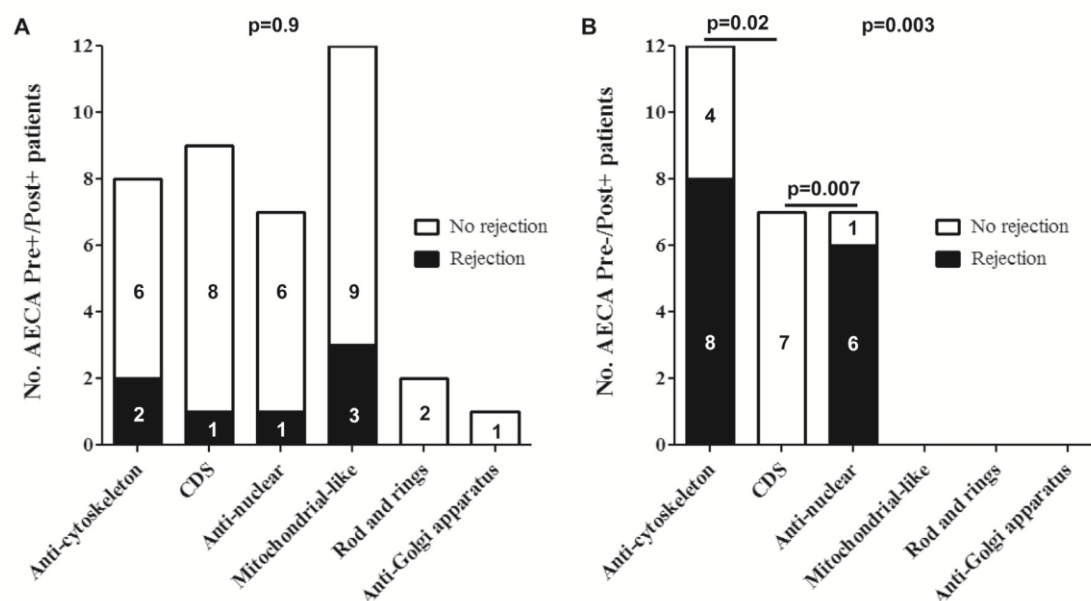 A
p=0.9
No. AECA Pre+/Post+ patients
12
10
8
6
4
2
0
6
2
8
1
6
1
9
3
2
1
No rejection
Rejection
Anti-cytoskeleton
CDS
Anti-nuclear
Mitochondrial-like
Rod and rings
Anti-Golgi apparatus
B
p=0.02
p=0.003
No. AECA Pre-/Post+ patients
12
10
8
6
4
2
0
4
8
7
p=0.007
1
6
No rejection
Rejection
Anti-cytoskeleton
CDS
Anti-nuclear
Mitochondrial-like
Rod and rings
Anti-Golgi apparatus